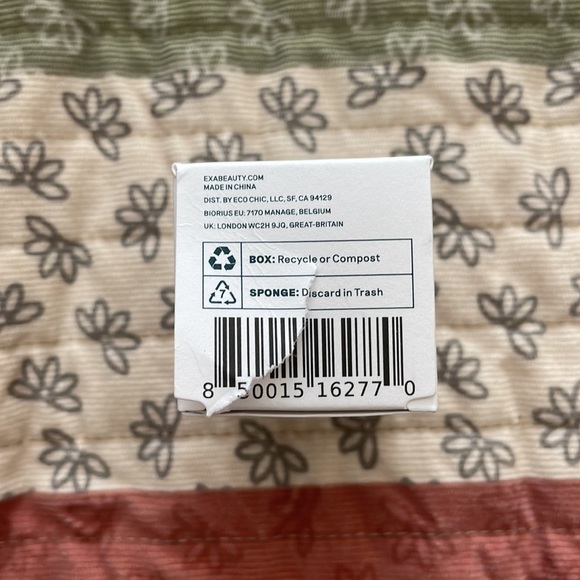 EXABEAUTY.COM
MADE IN CHINA
DIST. BY ECO CHIC, LLC, SF, CA 94129
BIORIUS EU: 7170 MANAGE, BELGIUM
UK: LONDON WC2H 9JG, GREAT-BRITAIN
BOX: Recycle or Compost
7 SPONGE: Discard in Trash
8 50015 16277 0